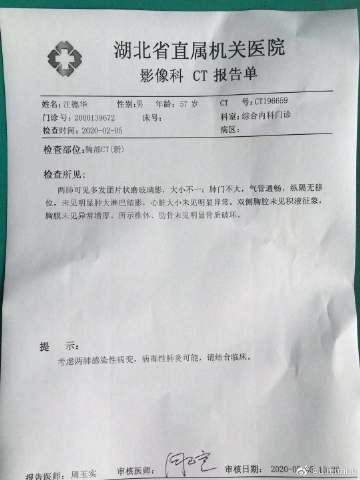 湖北省直属机关医院
影像科 CT 报告单
姓名:汪德华 性别:男 年龄:57 岁 CT 号:CT196669
门诊号:2000139672 床号: 科室:综合内科门诊
检查时间:2020-02-05 病区:
检查部位:胸部CT(新)
检查所见:
两肺可见多发团片状磨玻璃影，大小不一；肺门不大，气管通畅，纵隔无移
位，未见明显肿大淋巴结影，心脏大小未见明显异常。双侧胸腔未见积液征象，
胸膜未见异常增厚。所示椎体、肋骨未见明显骨质破坏。
提 示:
考虑两肺感染性病变，病毒性肺炎可能，请结合临床。
报告医师: 周玉实 审核医师: 审核日期: 2020-0